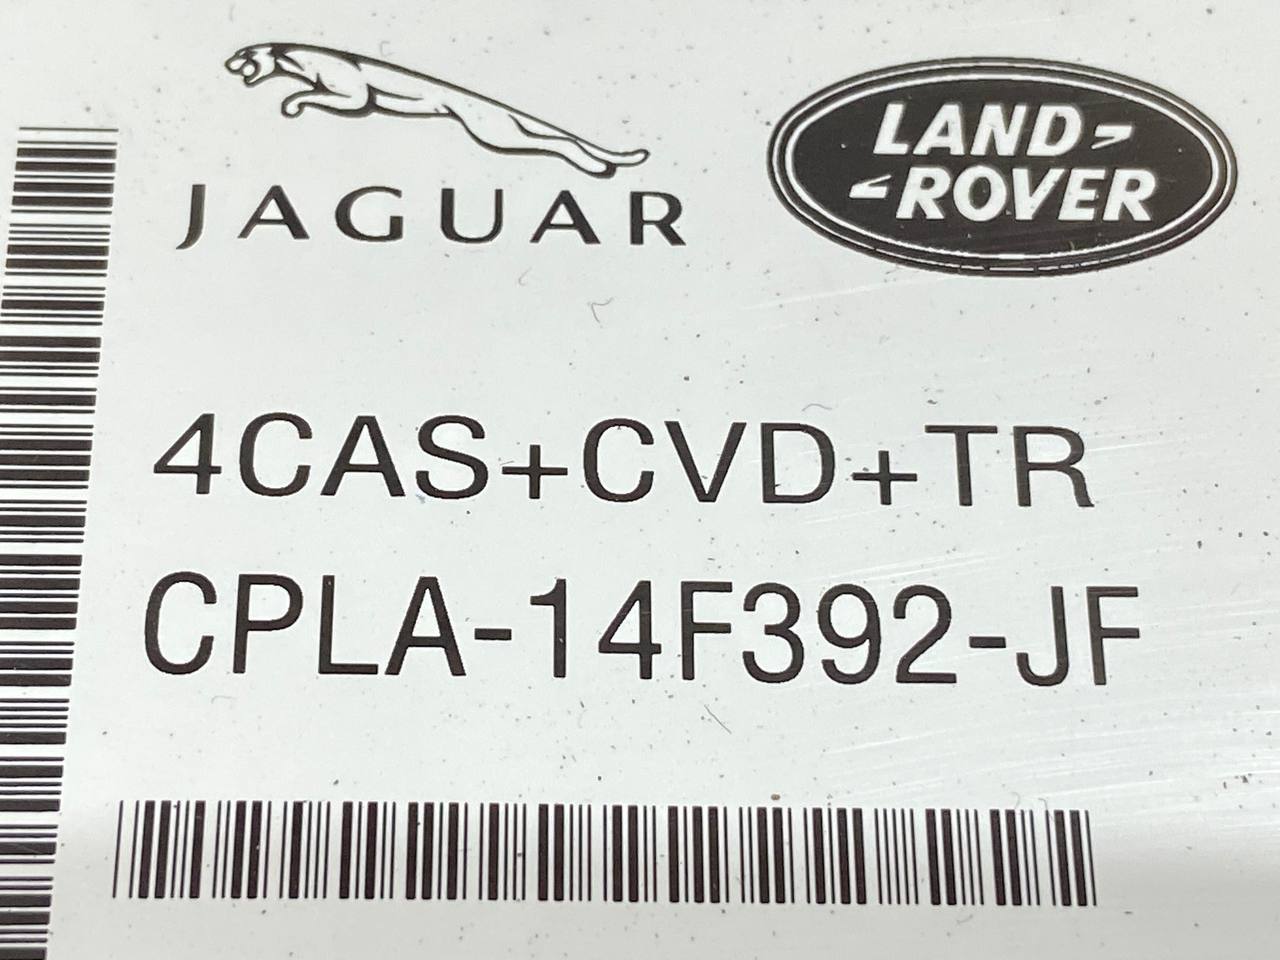 JAGUAR
LAND
ROVER
4CAS+CVD+TR
CPLA-14F392-JF